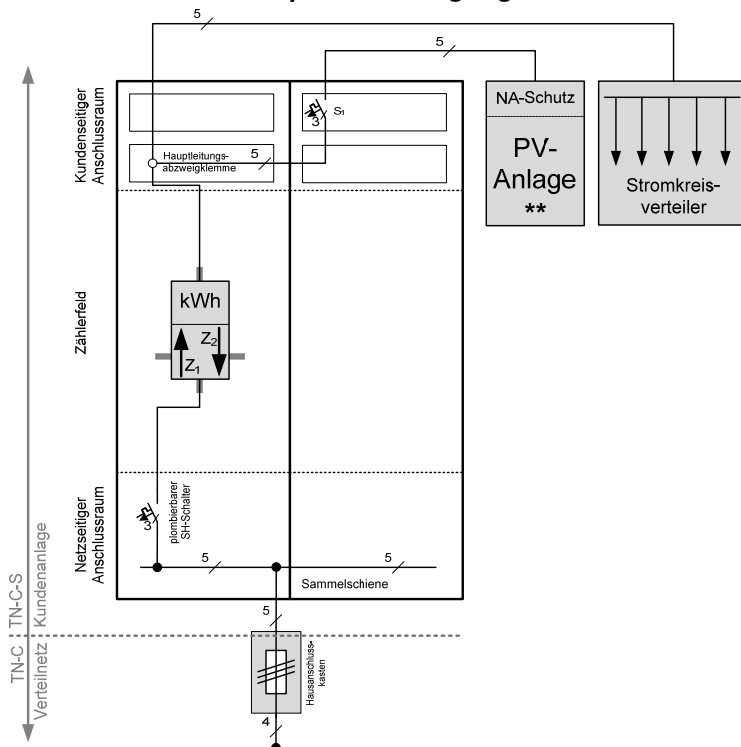 5
5
Kundenseitiger
Anschlussraum
3
S1
Hauptleitungs-
abzweigklemme
5
NA-Schutz
PV-
Anlage
**
Stromkreis-
verteiler
Zählerfeld
kWh
Z1
Z2
Netzseitiger
Anschlussraum
3
plombierbarer
SH-Schalter
5
5
Sammelschiene
TN-C-S
Kundenanlage
5
TN-C
Verteilnetz
Hausanschluss-
kasten
4